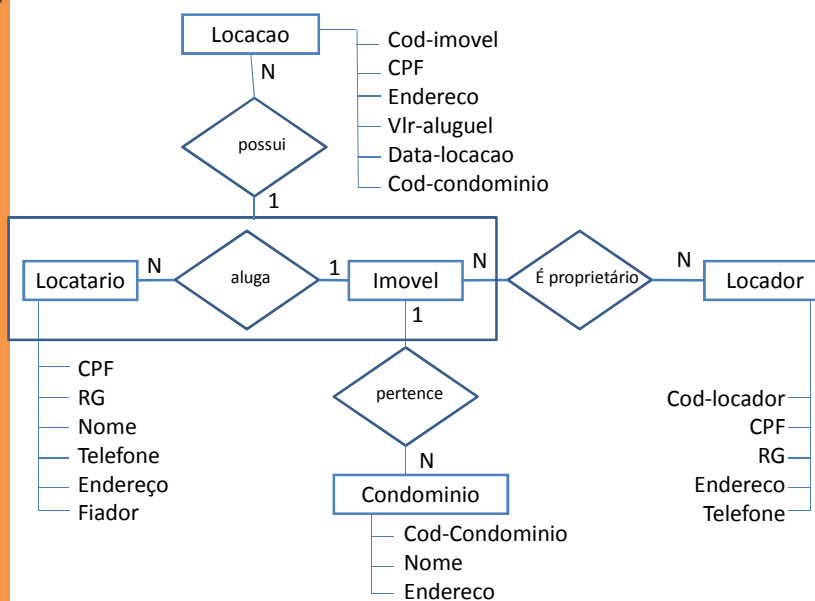 Locacao
Cod-imovel
CPF
Endereco
Vlr-aluguel
Data-locacao
Cod-condominio
N
possui
1
Locatario
N
aluga
1
Imovel
N
É proprietário
N
Locador
1
CPF
RG
Nome
Telefone
Endereço
Fiador
pertence
N
Condominio
Cod-Condominio
Nome
Endereco
Cod-locador
CPF
RG
Endereco
Telefone